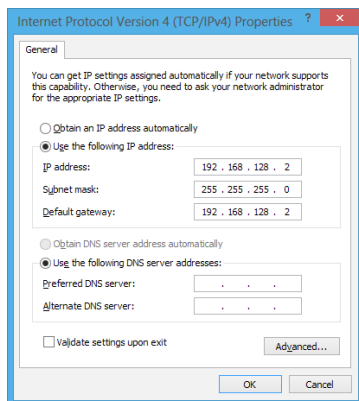 Internet Protocol Version 4 (TCP/IPv4) Properties ? ×
General
You can get IP settings assigned automatically if your network supports
this capability. Otherwise, you need to ask your network administrator
for the appropriate IP settings.
Obtain an IP address automatically
Use the following IP address:
IP address: 192 . 168 . 128 . 2
Subnet mask: 255 . 255 . 255 . 0
Default gateway: 192 . 168 . 128 . 2
Obtain DNS server address automatically
Use the following DNS server addresses:
Preferred DNS server: . . .
Alternate DNS server: . . .
Validate settings upon exit
Advanced...
OK Cancel